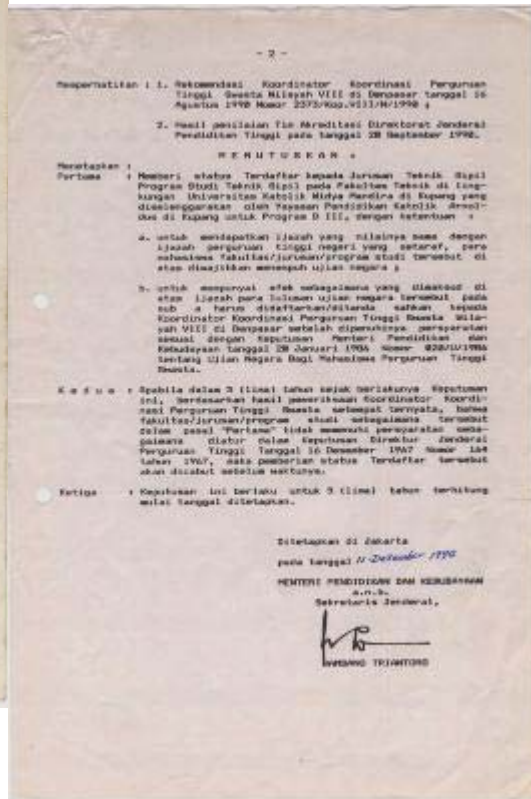 - 2 -
Memperhatikan : 1. Rekomendasi Koordinator Koordinasi Perguruan
Tinggi Swasta Wilayah VIII di Denpasar tanggal 16
Agustus 1990 Nomor 2373/Kop.VIII/N/1990 ;
2. Hasil penilaian Tim Akreditasi Direktorat Jenderal
Pendidikan Tinggi pada tanggal 28 September 1990.
M E M U T U S K A N :
Menetapkan :
Pertama : Memberi status Terdaftar kepada Jurusan Teknik Sipil
Program Studi Teknik Sipil pada Fakultas Teknik di ling-
kungan Universitas Katolik Widya Mandira di Kupang yang
diselenggarakan oleh Yayasan Pendidikan Katolik Arnol-
dus di Kupang untuk Program D III, dengan ketentuan :
a. untuk mendapatkan ijazah yang nilainya sama dengan
ijazah perguruan tinggi negeri yang setaraf, para
mahasiswa fakultas/jurusan/program studi tersebut di
atas diwajibkan menempuh ujian negara ;
b. untuk mempunyai efek sebagaimana yang dimaksud di
atas ijazah para lulusan ujian negara tersebut pada
sub a harus didaftarkan/ditanda sahkan kepada
Koordinator Koordinasi Perguruan Tinggi Swasta Wila-
yah VIII di Denpasar setelah dipenuhinya persyaratan
sesuai dengan Keputusan Menteri Pendidikan dan
Kebudayaan tanggal 28 Januari 1986 Nomor 020/U/1986
tentang Ujian Negara Bagi Mahasiswa Perguruan Tinggi
Swasta.
K e d u a : Apabila dalam 5 (lima) tahun sejak berlakunya Keputusan
ini, berdasarkan hasil pemeriksaan Koordinator Koordi-
nasi Perguruan Tinggi Swasta setempat ternyata, bahwa
fakultas/jurusan/program studi sebagaimana tersebut
dalam pasal "Pertama" tidak memenuhi persyaratan seba-
gaimana diatur dalam Keputusan Direktur Jenderal
Perguruan Tinggi Tanggal 16 Desember 1967 Nomor 164
tahun 1967, maka pemberian status Terdaftar tersebut
akan dicabut sebelum waktunya.
Ketiga : Keputusan ini berlaku untuk 5 (lima) tahun terhitung
mulai tanggal ditetapkan.
Ditetapkan di Jakarta
pada tanggal 11 Desember 1990
MENTERI PENDIDIKAN DAN KEBUDAYAAN
a.n.b.
Sekretaris Jenderal,
BAMBANG TRIANTORO